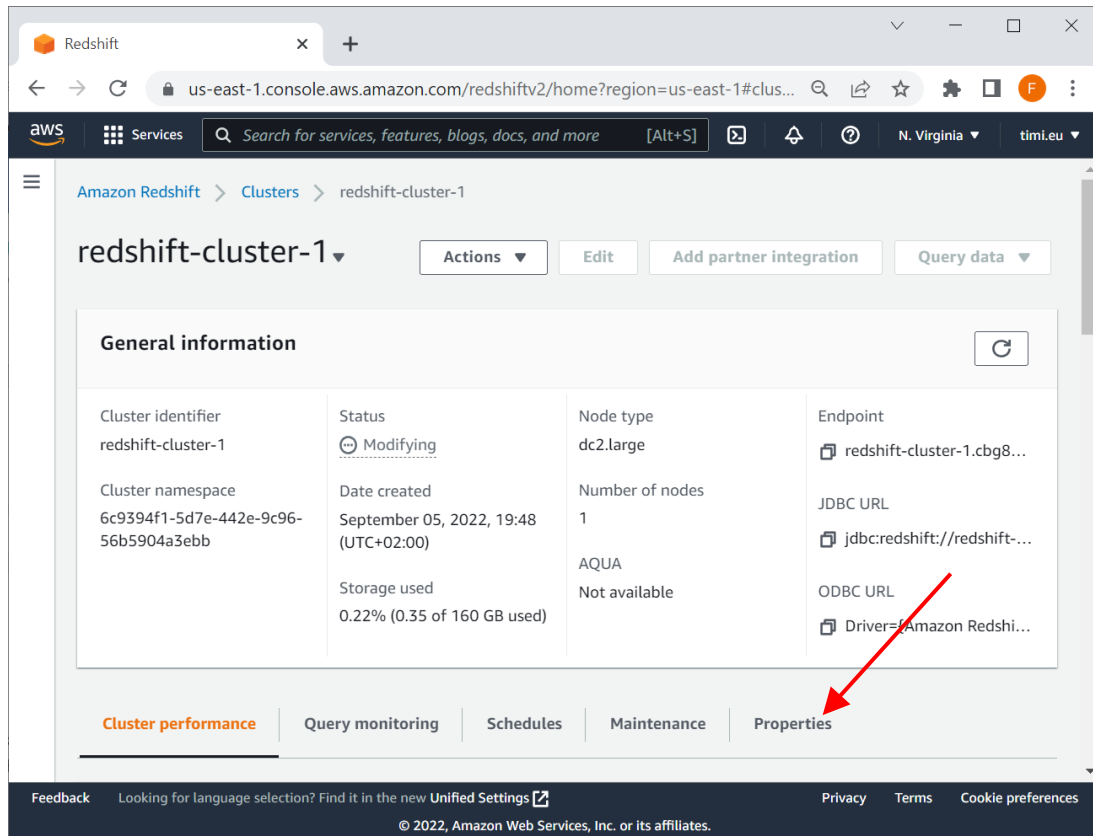 Redshift
us-east-1.console.aws.amazon.com/redshiftv2/home?region=us-east-1#clus...
F
aws
Services
Search for services, features, blogs, docs, and more [Alt+S]
N. Virginia
timi.eu
Amazon Redshift
Clusters
redshift-cluster-1
redshift-cluster-1
Actions
Edit
Add partner integration
Query data
General information
Cluster identifier
redshift-cluster-1
Cluster namespace
6c9394f1-5d7e-442e-9c96-
56b5904a3ebb
Status
Modifying
Date created
September 05, 2022, 19:48
(UTC+02:00)
Storage used
0.22% (0.35 of 160 GB used)
Node type
dc2.large
Number of nodes
1
AQUA
Not available
Endpoint
redshift-cluster-1.cbg8...
JDBC URL
jdbc:redshift://redshift-...
ODBC URL
Driver={Amazon Redshi...
Cluster performance
Query monitoring
Schedules
Maintenance
Properties
Feedback
Looking for language selection? Find it in the new Unified Settings
Privacy
Terms
Cookie preferences
© 2022, Amazon Web Services, Inc. or its affiliates.